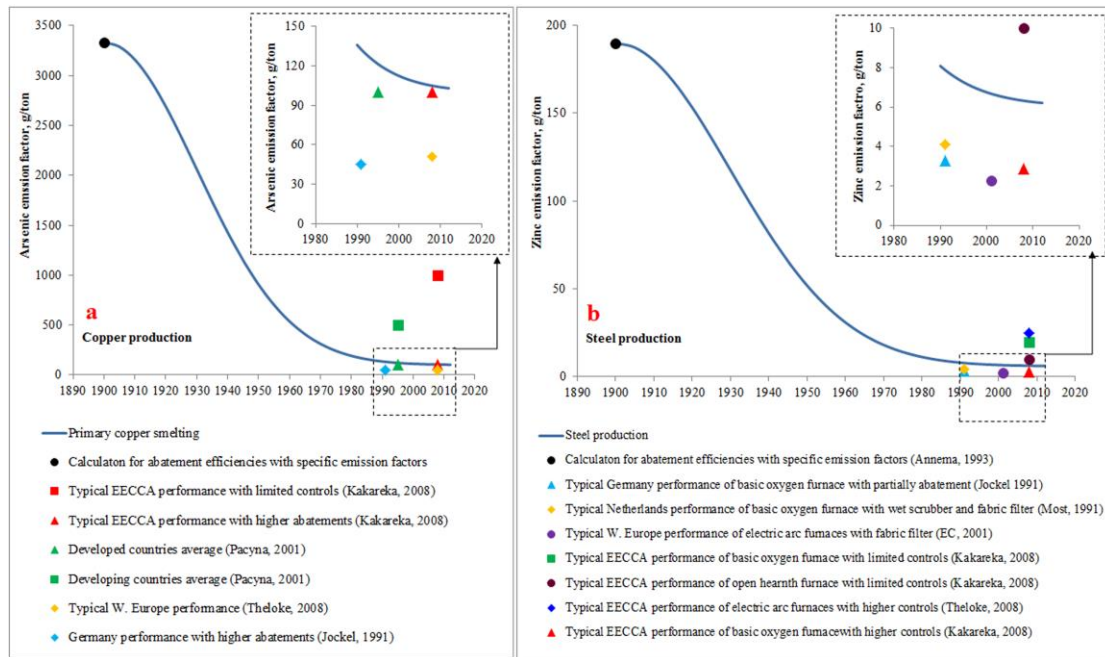 Arsenic emssion factor, g/ton
3500
3000
2500
2000
1500
1000
500
0
1890 1900 1910 1920 1930 1940 1950 1960 1970 1980 1990 2000 2010 2020
a
Copper production
Arsenic emission factor, g/ton
150
120
90
60
30
0
1980 1990 2000 2010 2020
Primary copper smelting
Calculaton for abatement efficiencies with specific emission factors
Typical EECCA performance with limited controls (Kakareka, 2008)
Typical EECCA performance with higher abatements (Kakareka, 2008)
Developed countries average (Pacyna, 2001)
Developing countries average (Pacyna, 2001)
Typical W. Europe performance (Theloke, 2008)
Germany performance with higher abatements (Jockel, 1991)
Zinc emission factor, g/ton
200
150
100
50
0
1890 1900 1910 1920 1930 1940 1950 1960 1970 1980 1990 2000 2010 2020
b
Steel production
Zinc emission factro, g/ton
10
8
6
4
2
0
1980 1990 2000 2010 2020
Steel production
Calculaton for abatement efficiencies with specific emission factors (Annema, 1993)
Typical Germany performance of basic oxygen furnace with partially abatement (Jockel 1991)
Typical Netherlands performance of basic oxygen furnace with wet scrubber and fabric filter (Most, 1991)
Typical W. Europe performance of electric arc furnaces with fabric filter (EC, 2001)
Typical EECCA performance of basic oxygen furnace with limited controls (Kakareka, 2008)
Typical EECCA performance of open hearnth furnace with limited controls (Kakareka, 2008)
Typical EECCA performance of electric arc furnaces with higher controls (Theloke, 2008)
Typical EECCA performance of basic oxygen furnacewith higher controls (Kakareka, 2008)